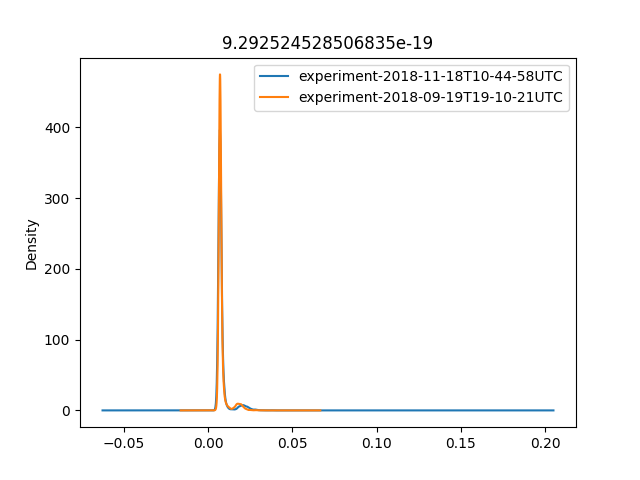 9.292524528506835e-19
experiment-2018-11-18T10-44-58UTC
experiment-2018-09-19T19-10-21UTC
Density
400
300
200
100
0
−0.05 0.00 0.05 0.10 0.15 0.20